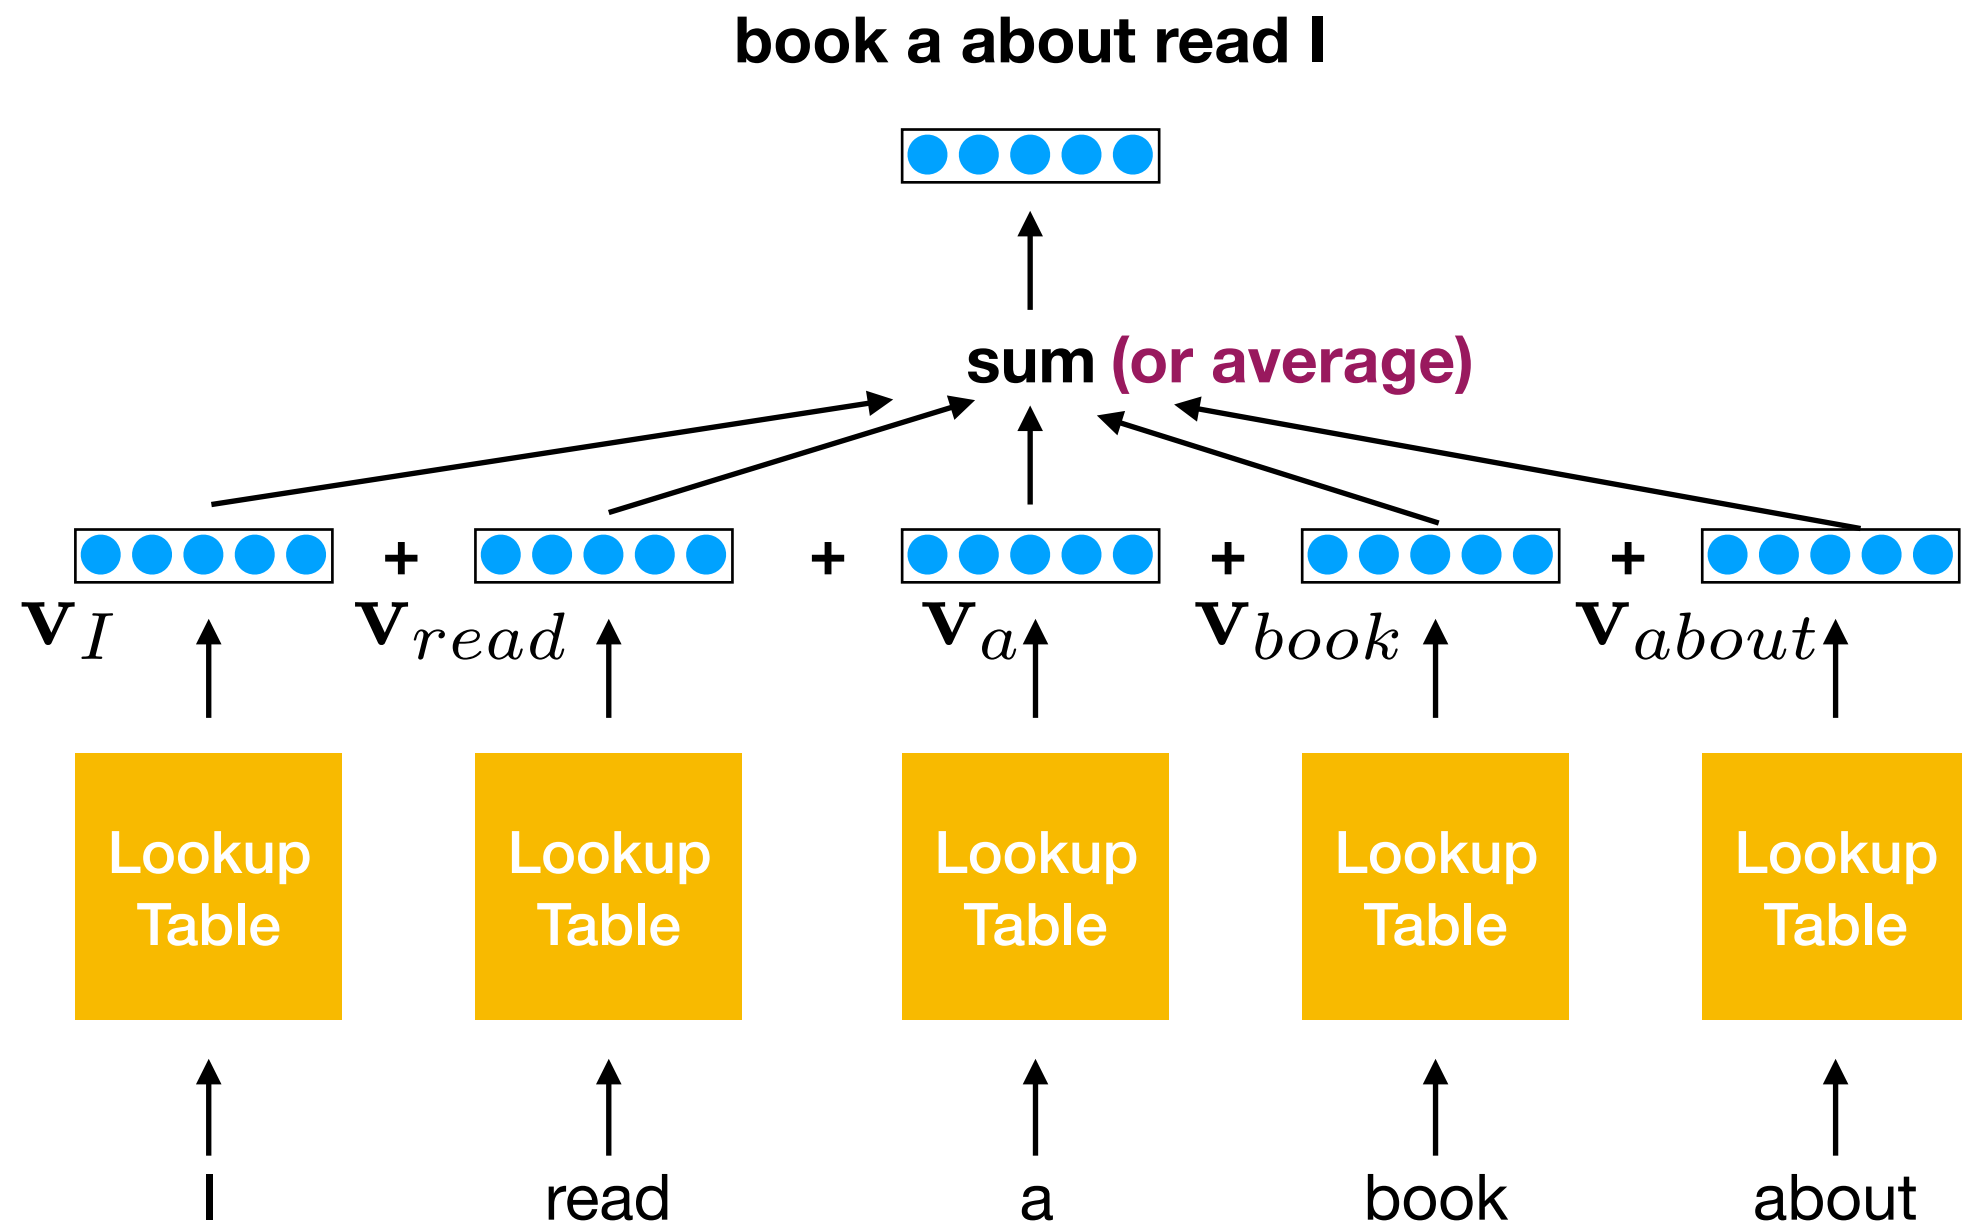 book a about read I
sum (or average)
+ + + +
v_I v_read v_a v_book v_about
Lookup Table Lookup Table Lookup Table Lookup Table Lookup Table
I read a book about